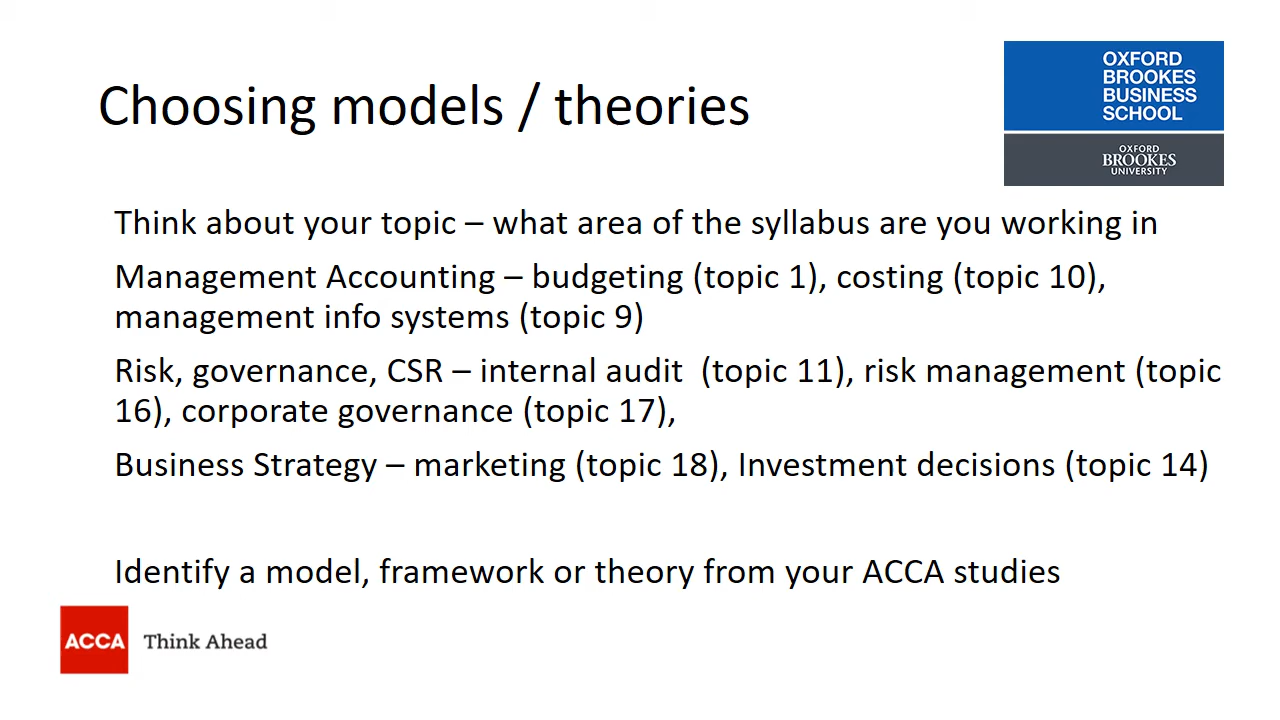 Choosing models / theories
OXFORD
BROOKES
BUSINESS
SCHOOL
OXFORD
BROOKES
UNIVERSITY
Think about your topic – what area of the syllabus are you working in
Management Accounting – budgeting (topic 1), costing (topic 10),
management info systems (topic 9)
Risk, governance, CSR – internal audit  (topic 11), risk management (topic
16), corporate governance (topic 17),
Business Strategy – marketing (topic 18), Investment decisions (topic 14)
Identify a model, framework or theory from your ACCA studies
ACCA Think Ahead